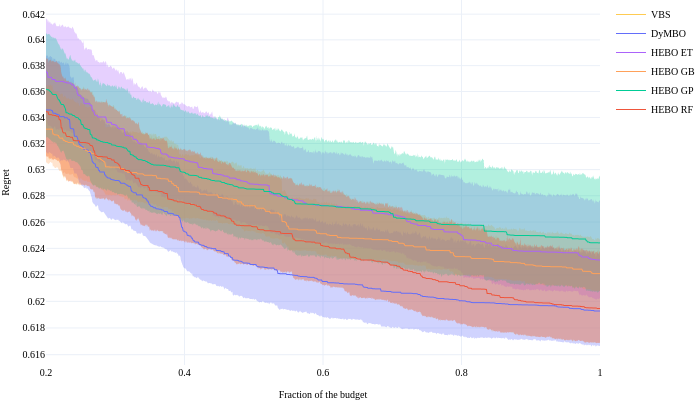 0.642
0.64
0.638
0.636
0.634
0.632
0.63
0.628
0.626
0.624
0.622
0.62
0.618
0.616
Regret
0.2
0.4
0.6
0.8
1
Fraction of the budget
VBS
DyMBO
HEBO ET
HEBO GB
HEBO GP
HEBO RF